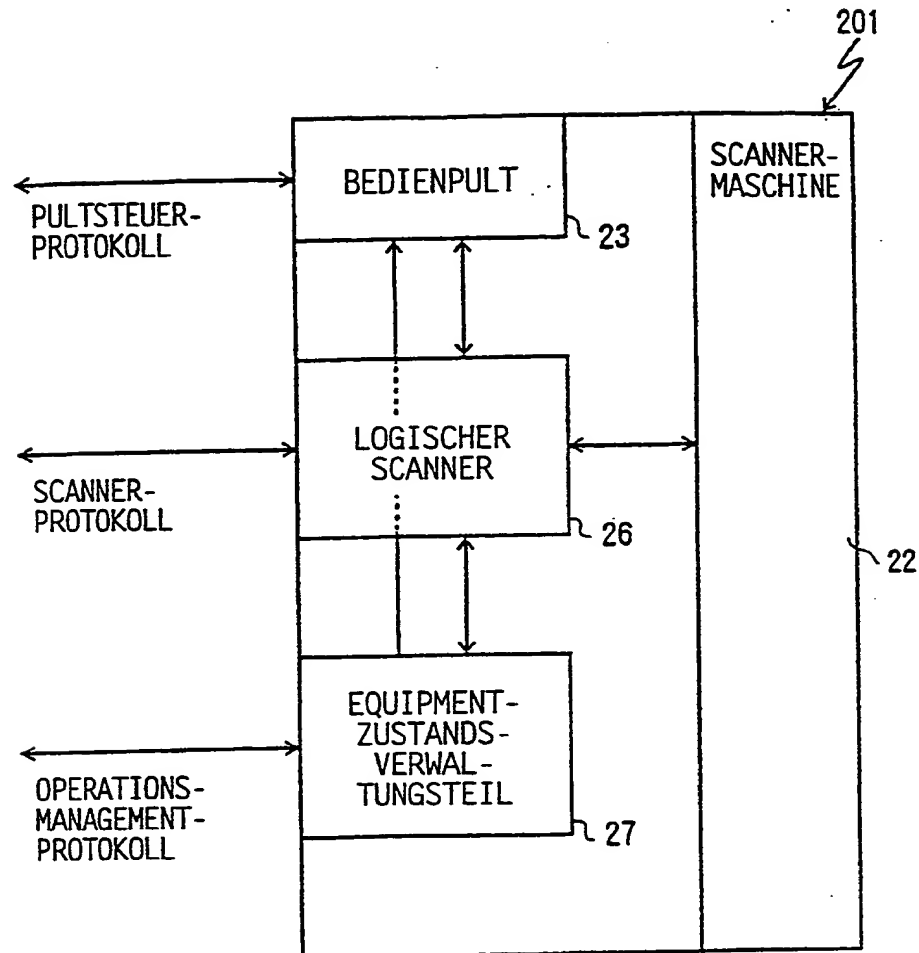 201
BEDIENPULT
SCANNER-
MASCHINE
PULTSTEUER-
PROTOKOLL
23
LOGISCHER
SCANNER
SCANNER-
PROTOKOLL
26
22
EQUIPMENT-
ZUSTANDS-
VERWAL-
TUNGSTEIL
OPERATIONS-
MANAGEMENT-
PROTOKOLL
27